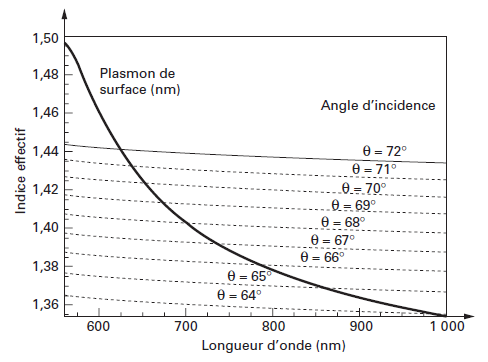 1,50
1,48
1,46
1,44
1,42
1,40
1,38
1,36
Indice effectif
Plasmon de
surface (nm)
Angle d'incidence
θ = 72°
θ = 71°
θ = 70°
θ = 69°
θ = 68°
θ = 67°
θ = 66°
θ = 65°
θ = 64°
600 700 800 900 1 000
Longueur d'onde (nm)